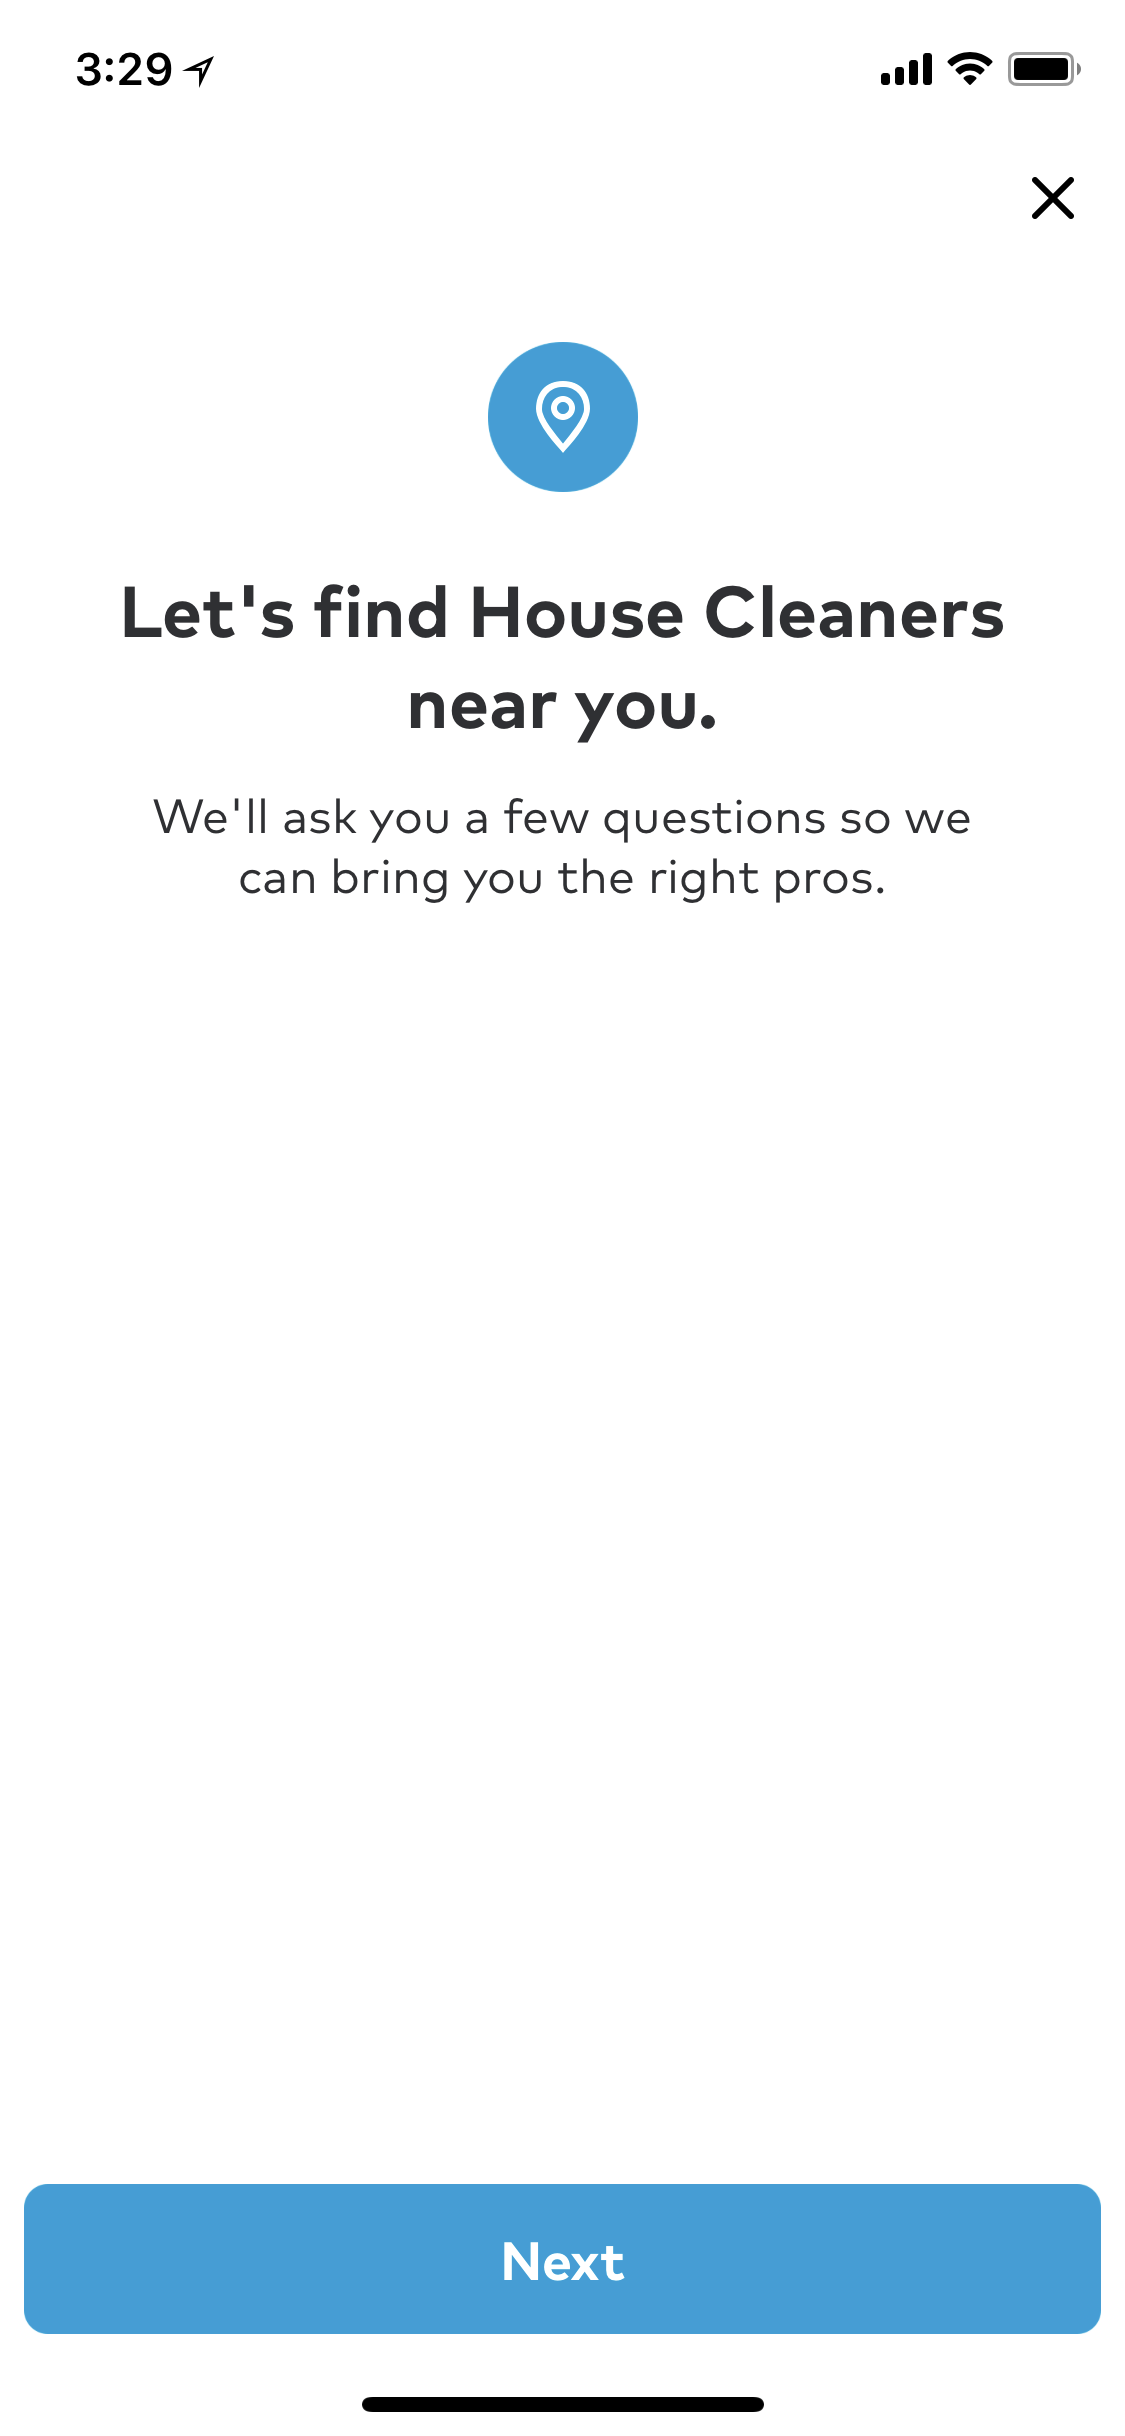 3:29
Let's find House Cleaners
near you.
We'll ask you a few questions so we
can bring you the right pros.
Next